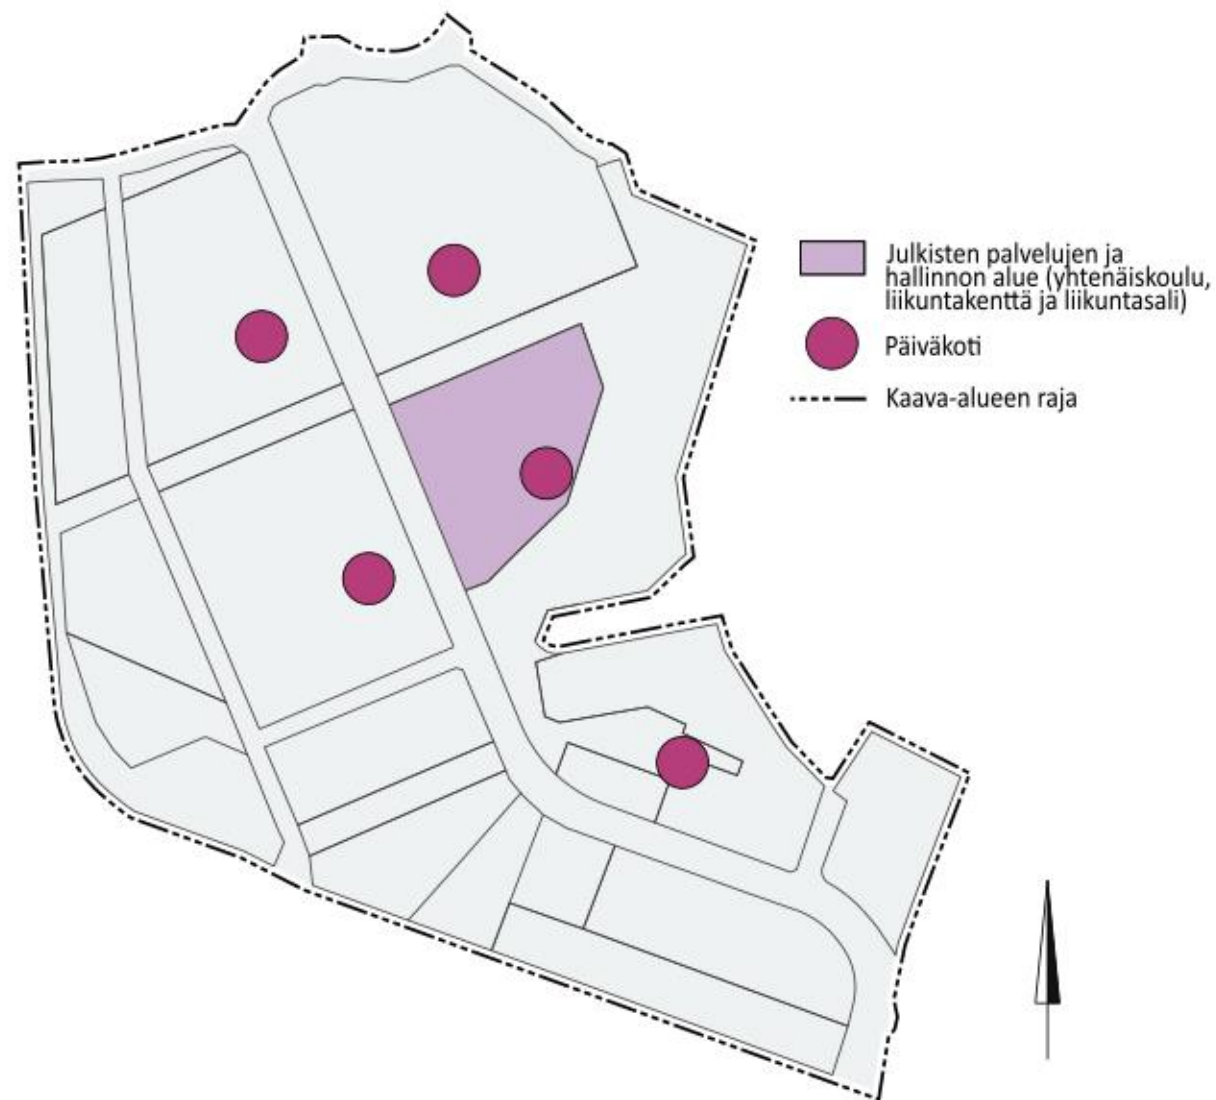 Julkisten palvelujen ja
hallinnon alue (yhtenäiskoulu,
liikuntakenttä ja liikuntasali)
Päiväkoti
Kaava-alueen raja